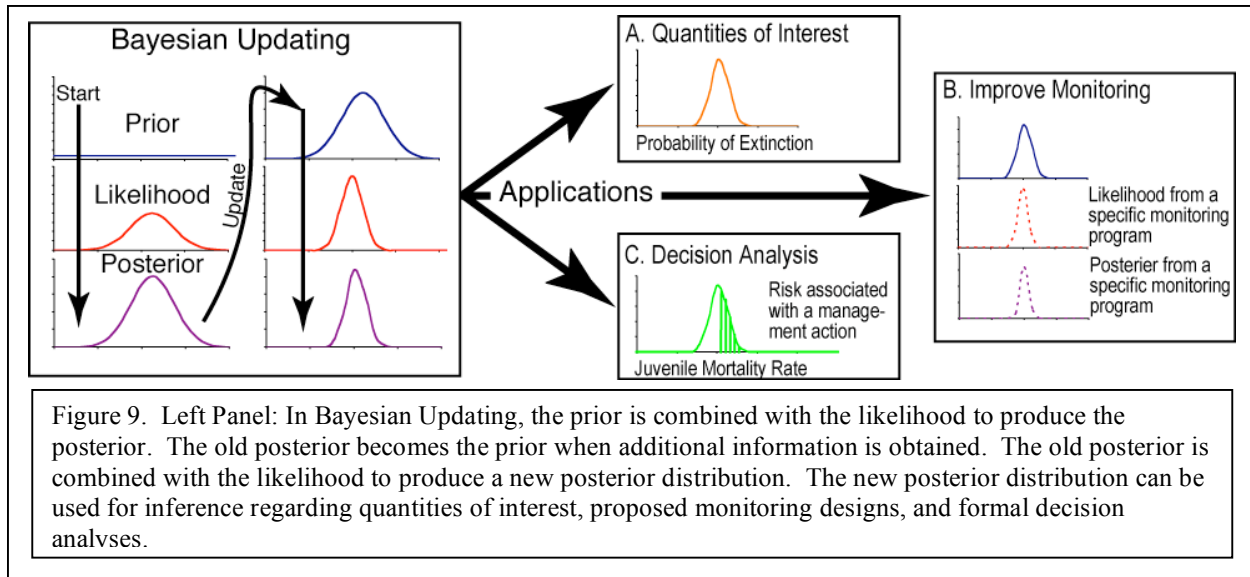 Bayesian Updating
Start
Prior
Likelihood
Update
Posterior
Applications
A. Quantities of Interest
Probability of Extinction
C. Decision Analysis
Risk associated
with a manage-
ment action
Juvenile Mortality Rate
B. Improve Monitoring
Likelihood from a
specific monitoring
program
Posterier from a
specific monitoring
program
Figure 9.  Left Panel: In Bayesian Updating, the prior is combined with the likelihood to produce the
posterior.  The old posterior becomes the prior when additional information is obtained.  The old posterior is
combined with the likelihood to produce a new posterior distribution.  The new posterior distribution can be
used for inference regarding quantities of interest, proposed monitoring designs, and formal decision
analyses.